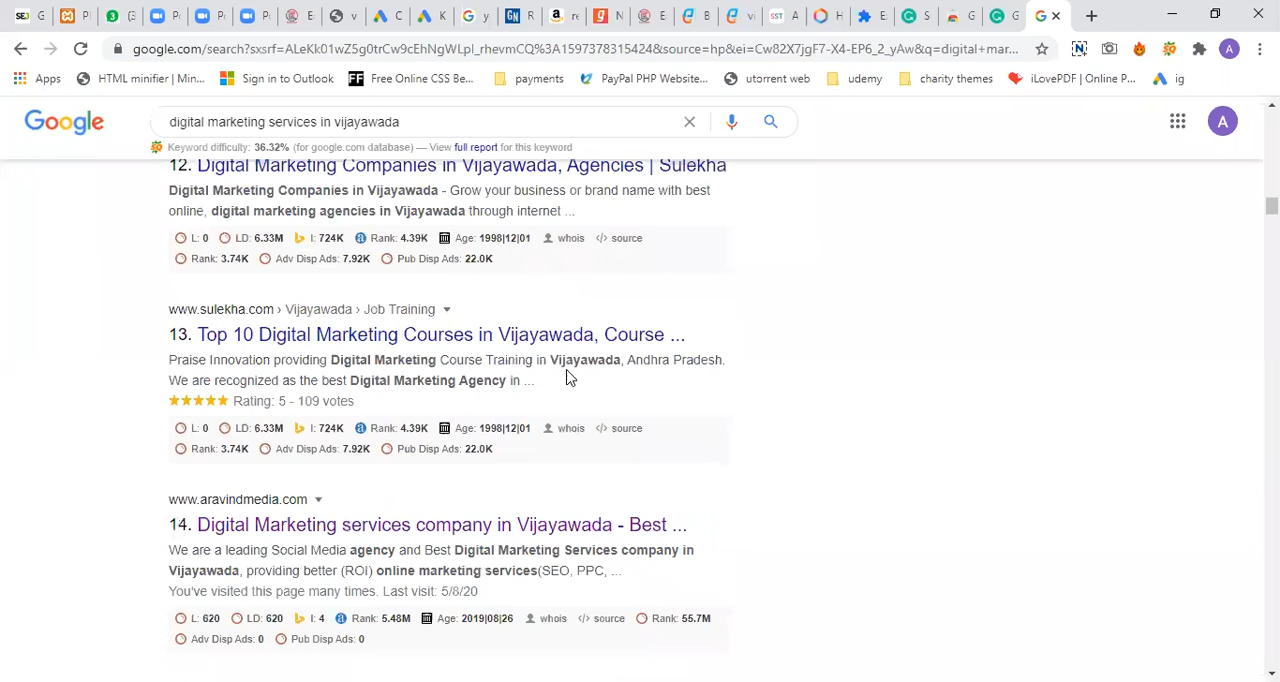 SEJ G Pl (3 Pe Pe Pe E v C K y GN R re N E B vi SST A H E S G G G
google.com/search?sxsrf=ALeKk01wZ5g0trCw9cEhNgWLpl_rhevmCQ%3A1597378315424&source=hp&ei=Cw82X7jgF7-X4-EP6_2_yAw&q=digital+mar...
Apps HTML minifier | Min... Sign in to Outlook FF Free Online CSS Be... payments PayPal PHP Website... utorrent web udemy charity themes iLovePDF | Online P... ig
Google digital marketing services in vijayawada A
Keyword difficulty: 36.32% (for google.com database) — View full report for this keyword
12. Digital Marketing Companies in Vijayawada, Agencies | Sulekha
Digital Marketing Companies in Vijayawada - Grow your business or brand name with best
online, digital marketing agencies in Vijayawada through internet ...
L: 0 LD: 6.33M I: 724K Rank: 4.39K Age: 1998|12|01 whois </> source
Rank: 3.74K Adv Disp Ads: 7.92K Pub Disp Ads: 22.0K
www.sulekha.com › Vijayawada › Job Training
13. Top 10 Digital Marketing Courses in Vijayawada, Course ...
Praise Innovation providing Digital Marketing Course Training in Vijayawada, Andhra Pradesh.
We are recognized as the best Digital Marketing Agency in ...
★★★★★ Rating: 5 - 109 votes
L: 0 LD: 6.33M I: 724K Rank: 4.39K Age: 1998|12|01 whois </> source
Rank: 3.74K Adv Disp Ads: 7.92K Pub Disp Ads: 22.0K
www.aravindmedia.com
14. Digital Marketing services company in Vijayawada - Best ...
We are a leading Social Media agency and Best Digital Marketing Services company in
Vijayawada, providing better (ROI) online marketing services(SEO, PPC, ...
You've visited this page many times. Last visit: 5/8/20
L: 620 LD: 620 I: 4 Rank: 5.48M Age: 2019|08|26 whois </> source Rank: 55.7M
Adv Disp Ads: 0 Pub Disp Ads: 0